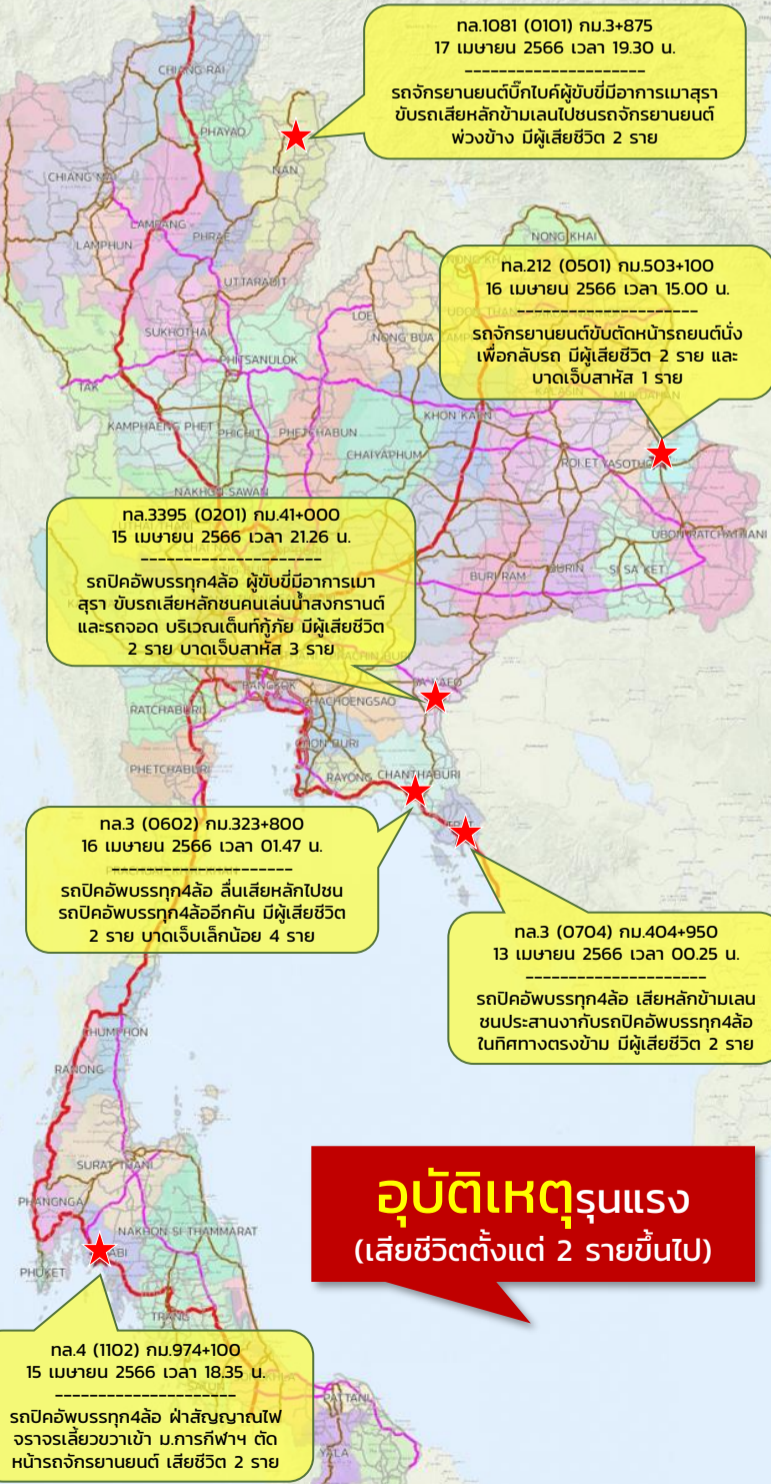 ทล.1081 (0101) กม.3+875
17 เมษายน 2566 เวลา 19.30 น.
---------------------
รถจักรยานยนต์บิ๊กไบค์ผู้ขับขี่มีอาการเมาสุรา
ขับรถเสียหลักข้ามเลนไปชนรถจักรยานยนต์
พ่วงข้าง มีผู้เสียชีวิต 2 ราย
CHIANG RAI
PHAYAO
NAN
CHIANG MAI
LAMPANG
LAMPHUN
PHRAE
UTTARADIT
NONG KHAI
ทล.212 (0501) กม.503+100
16 เมษายน 2566 เวลา 15.00 น.
---------------------
รถจักรยานยนต์ขับตัดหน้ารถยนต์นั่ง
เพื่อกลับรถ มีผู้เสียชีวิต 2 ราย และ
บาดเจ็บสาหัส 1 ราย
LOEI
NONG BUA
SUKHOTHAI
PHITSANULOK
TAK
KHON KAEN
KAMPHAENG PHET
PHICHIT
PHETCHABUN
CHAIYAPHUM
ROI ET
YASOTHON
NAKHON SAWAN
UBON RATCHATHANI
BURI RAM
SURIN
SI SA KET
ทล.3395 (0201) กม.41+000
15 เมษายน 2566 เวลา 21.26 น.
---------------------
รถปิคอัพบรรทุก4ล้อ ผู้ขับขี่มีอาการเมา
สุรา ขับรถเสียหลักชนคนเล่นน้ำสงกรานต์
และรถจอด บริเวณเต็นท์กู้ภัย มีผู้เสียชีวิต
2 ราย บาดเจ็บสาหัส 3 ราย
BANGKOK
CHACHOENGSAO
RATCHABURI
CHON BURI
PHETCHABURI
RAYONG
CHANTHABURI
ทล.3 (0602) กม.323+800
16 เมษายน 2566 เวลา 01.47 น.
---------------------
รถปิคอัพบรรทุก4ล้อ ลื่นเสียหลักไปชน
รถปิคอัพบรรทุก4ล้ออีกคัน มีผู้เสียชีวิต
2 ราย บาดเจ็บเล็กน้อย 4 ราย
ทล.3 (0704) กม.404+950
13 เมษายน 2566 เวลา 00.25 น.
---------------------
รถปิคอัพบรรทุก4ล้อ เสียหลักข้ามเลน
ชนประสานงากับรถปิคอัพบรรทุก4ล้อ
ในทิศทางตรงข้าม มีผู้เสียชีวิต 2 ราย
CHUMPHON
RANONG
SURAT THANI
PHANGNGA
NAKHON SI THAMMARAT
PHUKET
TRANG
อุบัติเหตุรุนแรง
(เสียชีวิตตั้งแต่ 2 รายขึ้นไป)
ทล.4 (1102) กม.974+100
15 เมษายน 2566 เวลา 18.35 น.
---------------------
รถปิคอัพบรรทุก4ล้อ ฝ่าสัญญาณไฟ
จราจรเลี้ยวขวาเข้า ม.การกีฬาฯ ตัด
หน้ารถจักรยานยนต์ เสียชีวิต 2 ราย
PATTANI
YALA